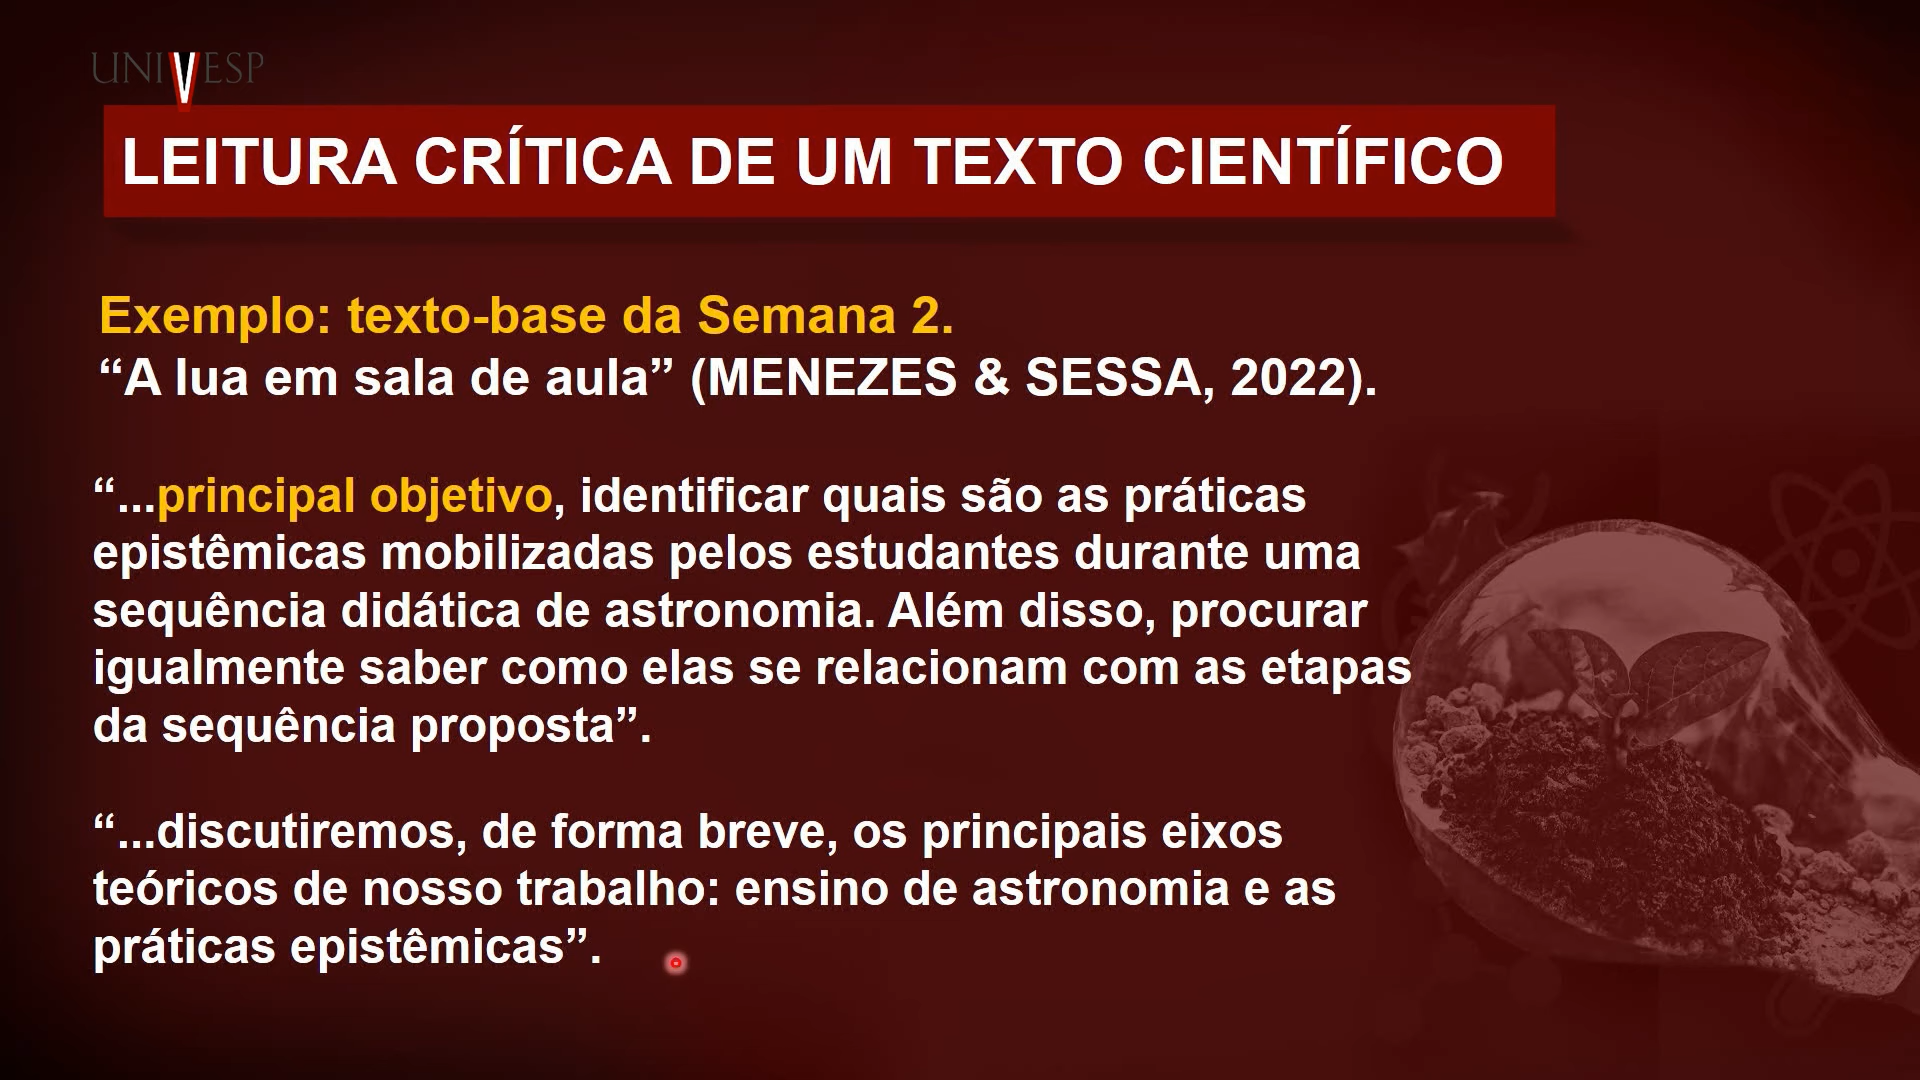 UNIVESP
LEITURA CRÍTICA DE UM TEXTO CIENTÍFICO
Exemplo: texto-base da Semana 2.
“A lua em sala de aula” (MENEZES & SESSA, 2022).
“...principal objetivo, identificar quais são as práticas
epistêmicas mobilizadas pelos estudantes durante uma
sequência didática de astronomia. Além disso, procurar
igualmente saber como elas se relacionam com as etapas
da sequência proposta”.
“...discutiremos, de forma breve, os principais eixos
teóricos de nosso trabalho: ensino de astronomia e as
práticas epistêmicas”.